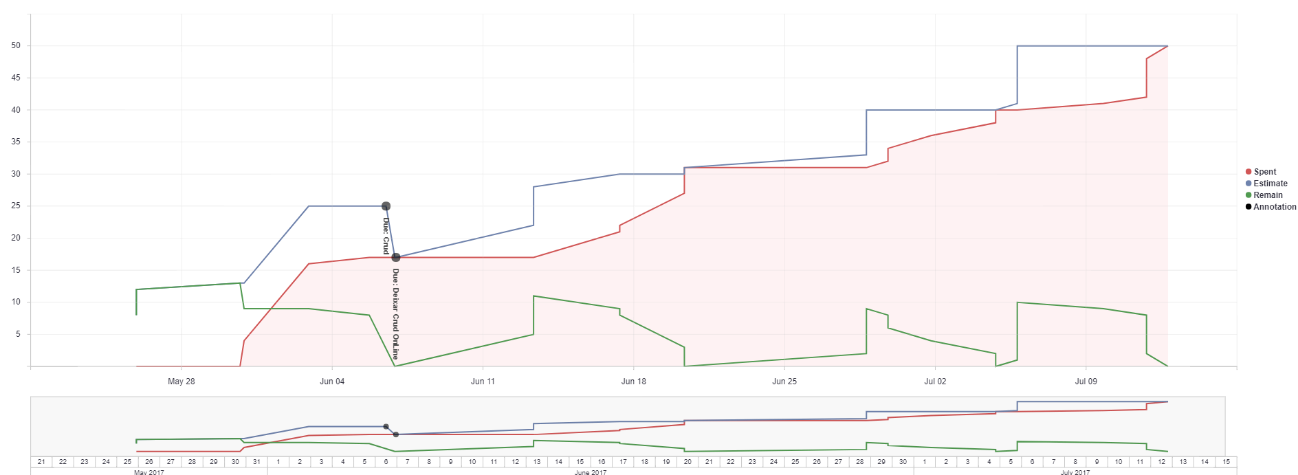 50
45
40
35
30
25
20
15
10
5
Due: Crud
Due: Deixar Crud OnLine
Spent
Estimate
Remain
Annotation
May 28 Jun 04 Jun 11 Jun 18 Jun 25 Jul 02 Jul 09
21 22 23 24 25 26 27 28 29 30 31 1 2 3 4 5 6 7 8 9 10 11 12 13 14 15 16 17 18 19 20 21 22 23 24 25 26 27 28 29 30 1 2 3 4 5 6 7 8 9 10 11 12 13 14 15
May 2017 June 2017 July 2017